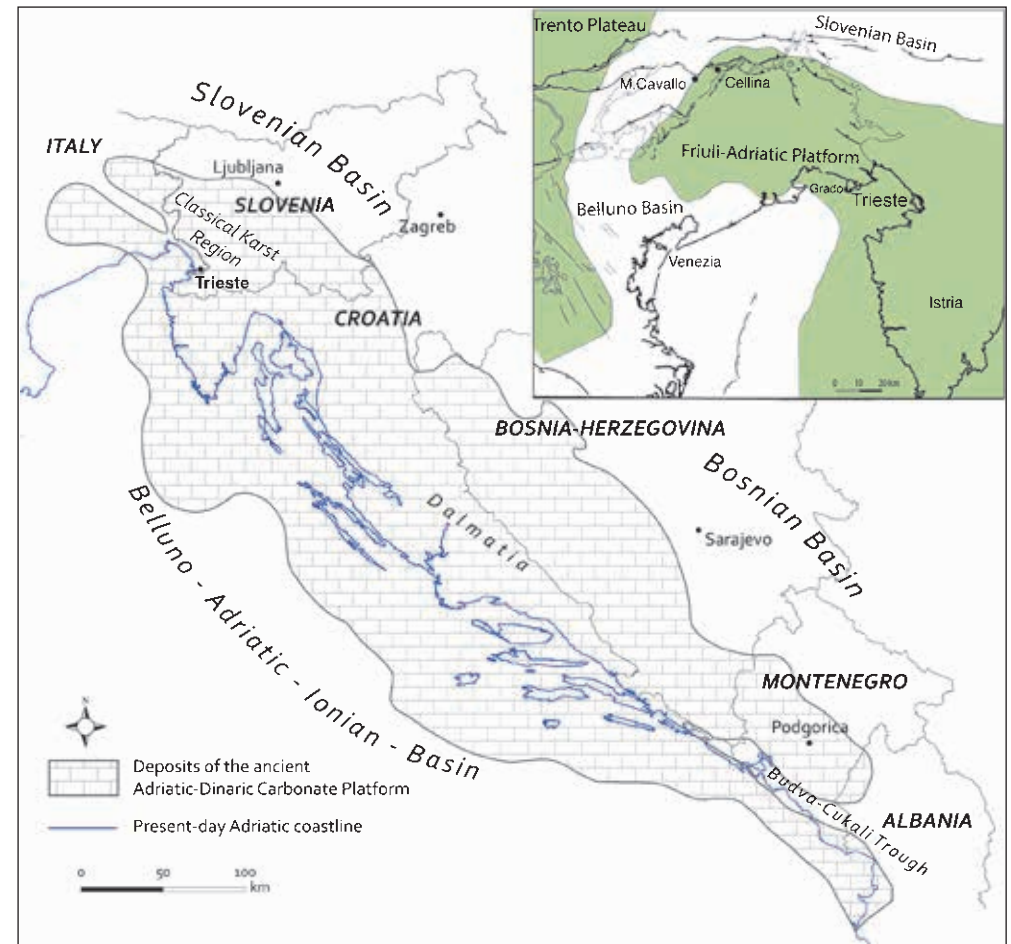 Slovenian Basin
ITALY
Ljubljana
SLOVENIA
Zagreb
Classical Karst
Region
Trieste
CROATIA
BOSNIA-HERZEGOVINA
Bosnian Basin
Dalmatia
Sarajevo
Belluno - Adriatic - Ionian - Basin
MONTENEGRO
Podgorica
Budva-Cukali Trough
ALBANIA
N
Deposits of the ancient
Adriatic-Dinaric Carbonate Platform
Present-day Adriatic coastline
0 50 100
km
Trento Plateau
Slovenian Basin
M.Cavallo
Cellina
Friuli-Adriatic Platform
Grado
Trieste
Belluno Basin
Venezia
Istria
0 10 20km